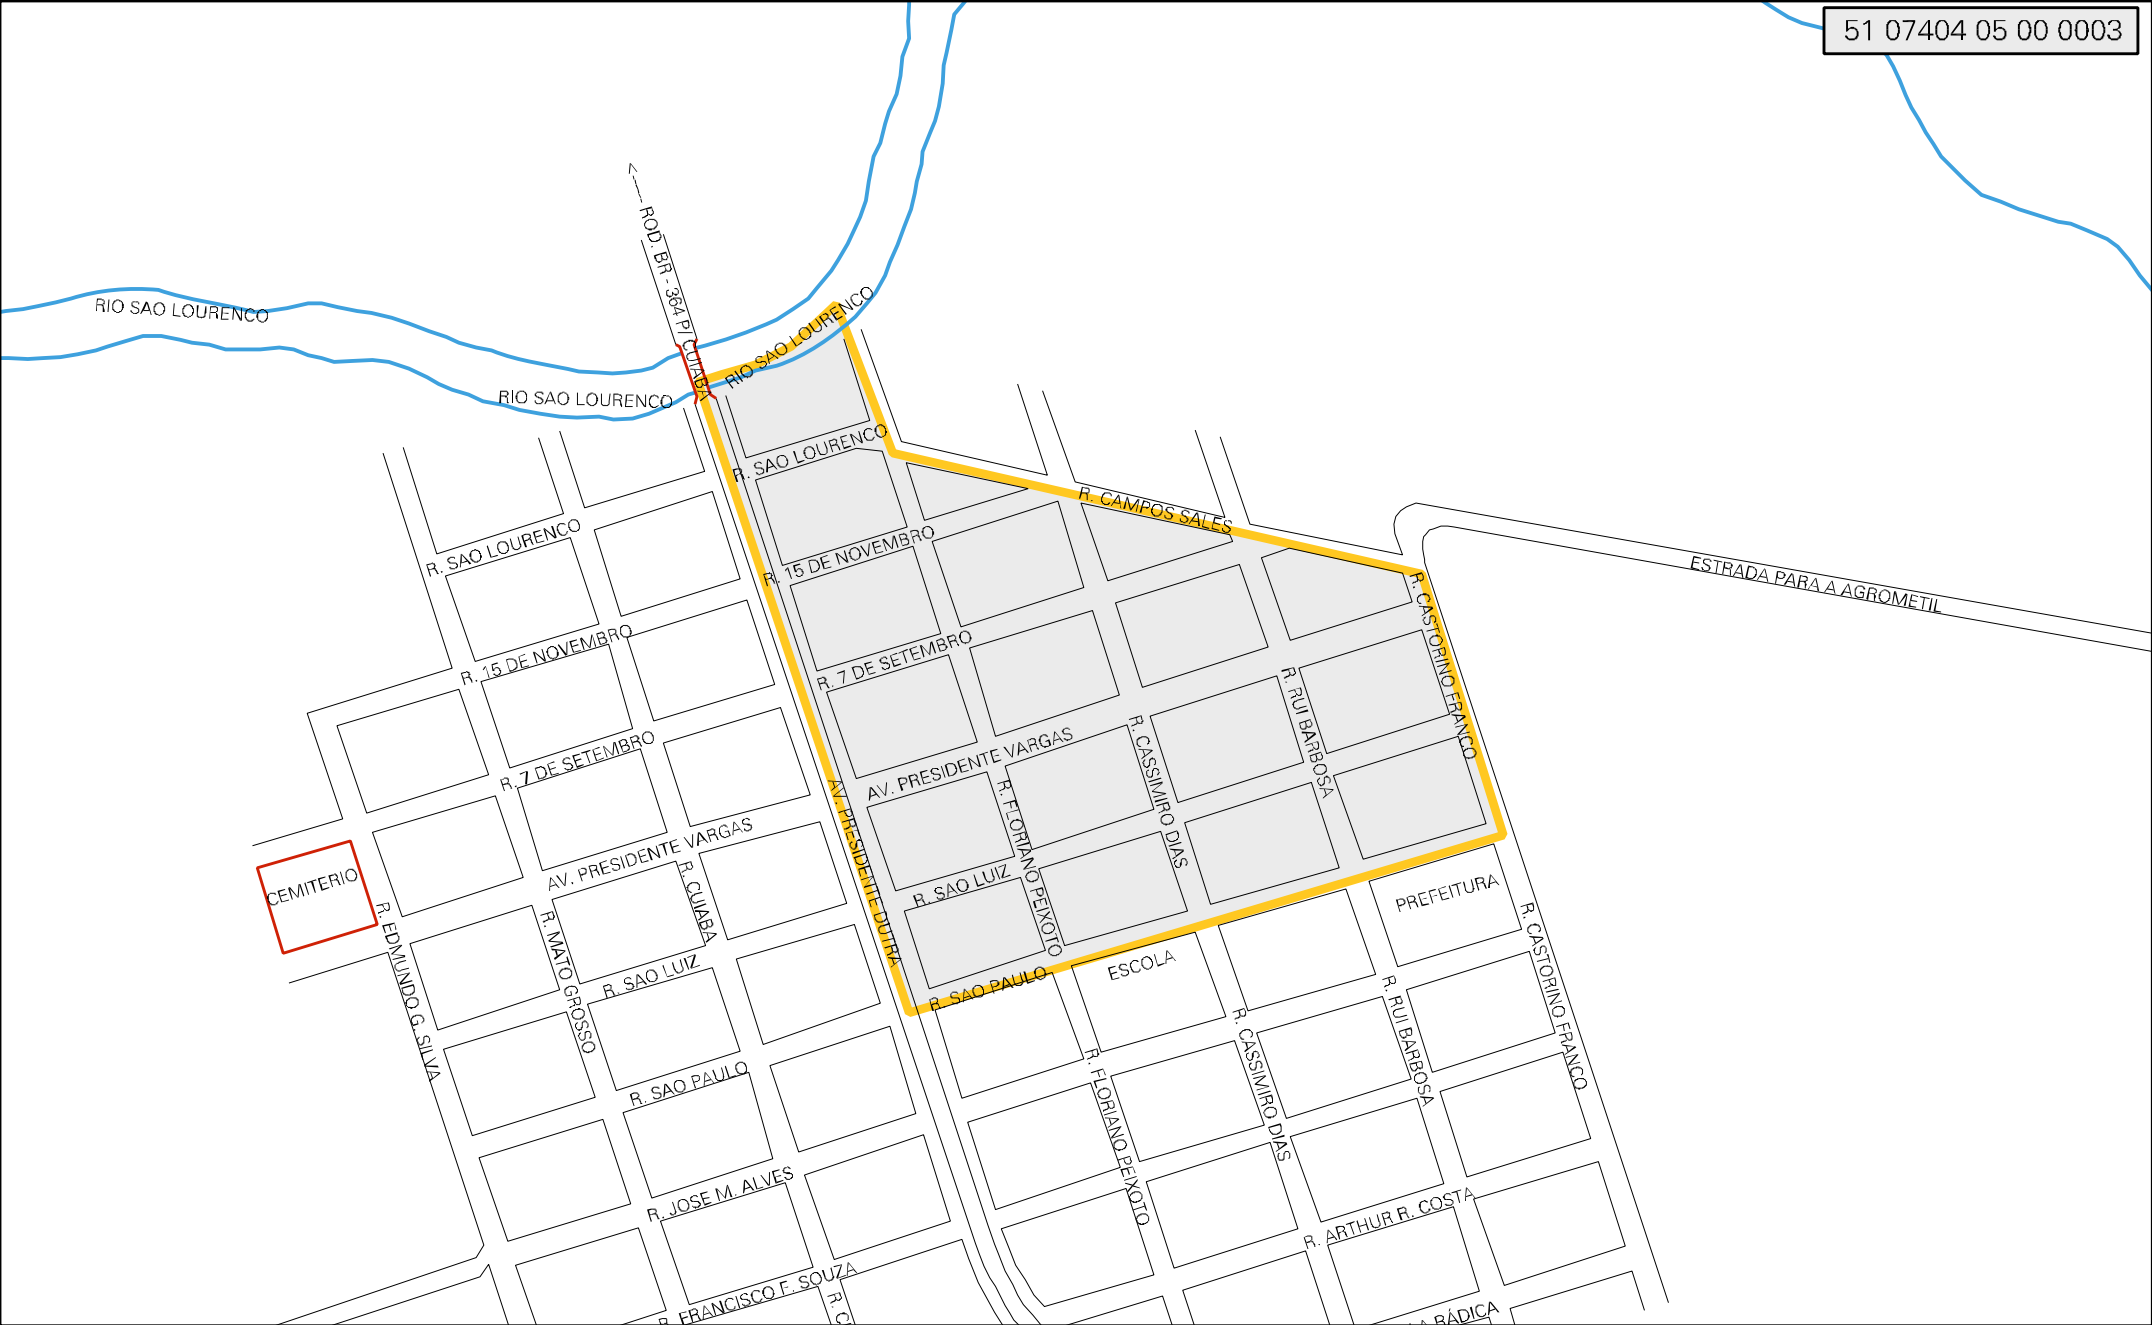 51 07404 05 00 0003
<---- ROD. BR - 364 P/ CUIABA
RIO SAO LOURENCO
RIO SAO LOURENCO
RIO SAO LOURENCO
R. SAO LOURENCO
R. CAMPOS SALES
R. SAO LOURENCO
R. 15 DE NOVEMBRO
ESTRADA PARA A AGROMETIL
R. CASTORINO FRANCO
R. 15 DE NOVEMBRO
R. 7 DE SETEMBRO
R. RUI BARBOSA
R. 7 DE SETEMBRO
AV. PRESIDENTE VARGAS
R. CASSIMIRO DIAS
AV. PRESIDENTE DUTRA
R. FLORIANO PEIXOTO
AV. PRESIDENTE VARGAS
R. CUIABA
CEMITERIO
R. SAO LUIZ
PREFEITURA
R. EDMUNDO G. SILVA
R. MATO GROSSO
R. CASTORINO FRANCO
R. SAO LUIZ
ESCOLA
R. SAO PAULO
R. RUI BARBOSA
R. CASSIMIRO DIAS
R. FLORIANO PEIXOTO
R. SAO PAULO
R. JOSE M. ALVES
R. ARTHUR R. COSTA
R. FRANCISCO F. SOUZA
RÁDICA